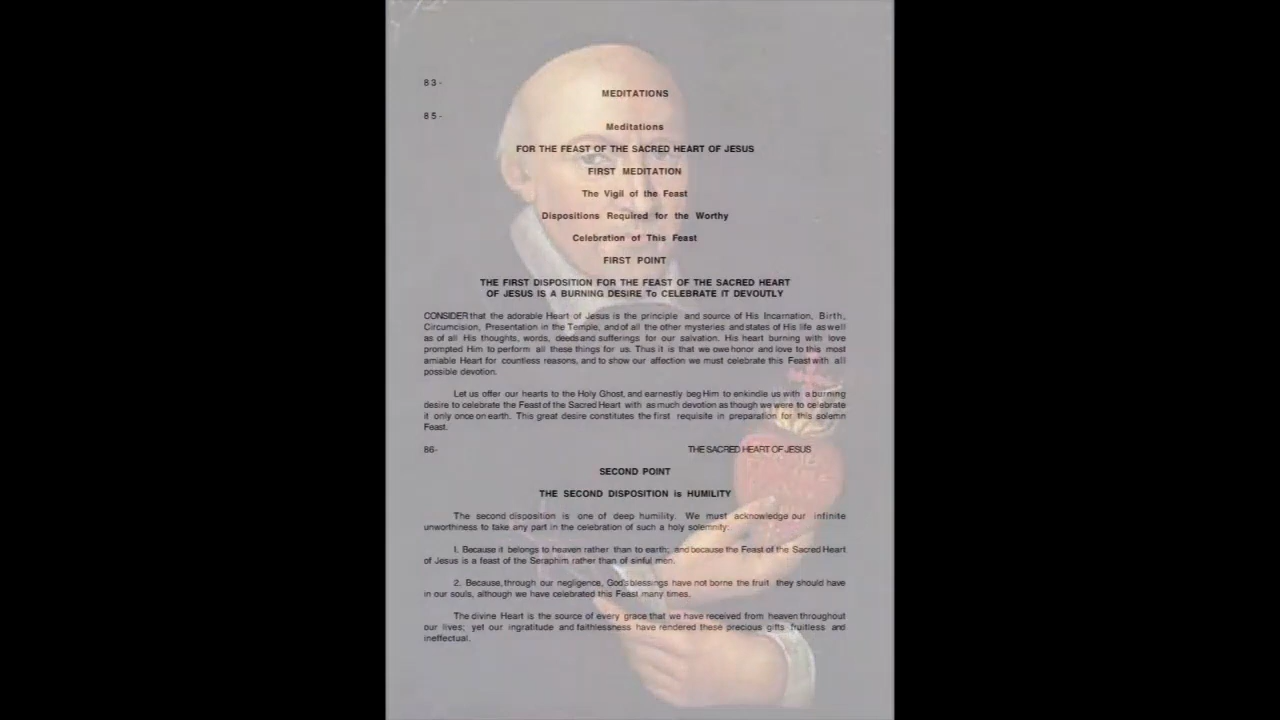 83-
MEDITATIONS
85-
Meditations
FOR THE FEAST OF THE SACRED HEART OF JESUS
FIRST MEDITATION
The Vigil of the Feast
Dispositions Required for the Worthy
Celebration of This Feast
FIRST POINT
THE FIRST DISPOSITION FOR THE FEAST OF THE SACRED HEART
OF JESUS IS A BURNING DESIRE To CELEBRATE IT DEVOUTLY
CONSIDER that the adorable Heart of Jesus is the principle and source of His Incarnation, Birth,
Circumcision, Presentation in the Temple, and of all the other mysteries and states of His life as well
as of all His thoughts, words, deeds and sufferings for our salvation. His heart burning with love
prompted Him to perform all these things for us. Thus it is that we owe honor and love to this most
amiable Heart for countless reasons, and to show our affection we must celebrate this Feast with all
possible devotion.
Let us offer our hearts to the Holy Ghost, and earnestly beg Him to enkindle us with a burning
desire to celebrate the Feast of the Sacred Heart with as much devotion as though we were to celebrate
it only once on earth. This great desire constitutes the first requisite in preparation for this solemn
Feast.
86- THE SACRED HEART OF JESUS
SECOND POINT
THE SECOND DISPOSITION is HUMILITY
The second disposition is one of deep humility. We must acknowledge our infinite
unworthiness to take any part in the celebration of such a holy solemnity:
I. Because it belongs to heaven rather than to earth; and because the Feast of the Sacred Heart
of Jesus is a feast of the Seraphim rather than of sinful men.
2. Because, through our negligence, God's blessings have not borne the fruit they should have
in our souls, although we have celebrated this Feast many times.
The divine Heart is the source of every grace that we have received from heaven throughout
our lives; yet our ingratitude and faithlessness have rendered these precious gifts fruitless and
ineffectual.